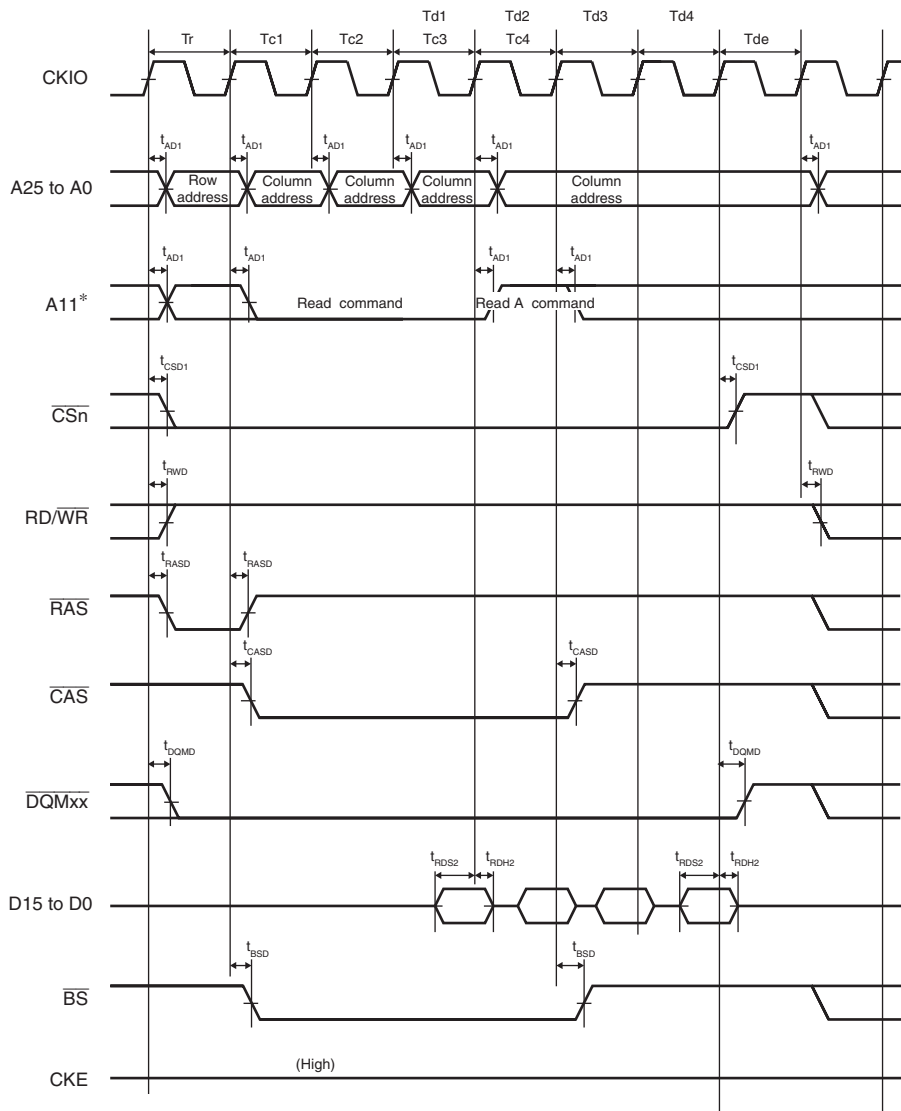 Td1 Td2 Td3 Td4
Tr Tc1 Tc2 Tc3 Tc4 Tde
CKIO
tAD1 tAD1 tAD1 tAD1 tAD1 tAD1
A25 to A0
Row address
Column address
Column address
Column address
Column address
tAD1 tAD1 tAD1 tAD1
A11*
Read command
Read A command
tCSD1 tCSD1
CSn
tRWD tRWD
RD/WR
tRASD tRASD
RAS
tCASD tCASD
CAS
tDQMD tDQMD
DQMxx
tRDS2 tRDH2 tRDS2 tRDH2
D15 to D0
tBSD tBSD
BS
(High)
CKE